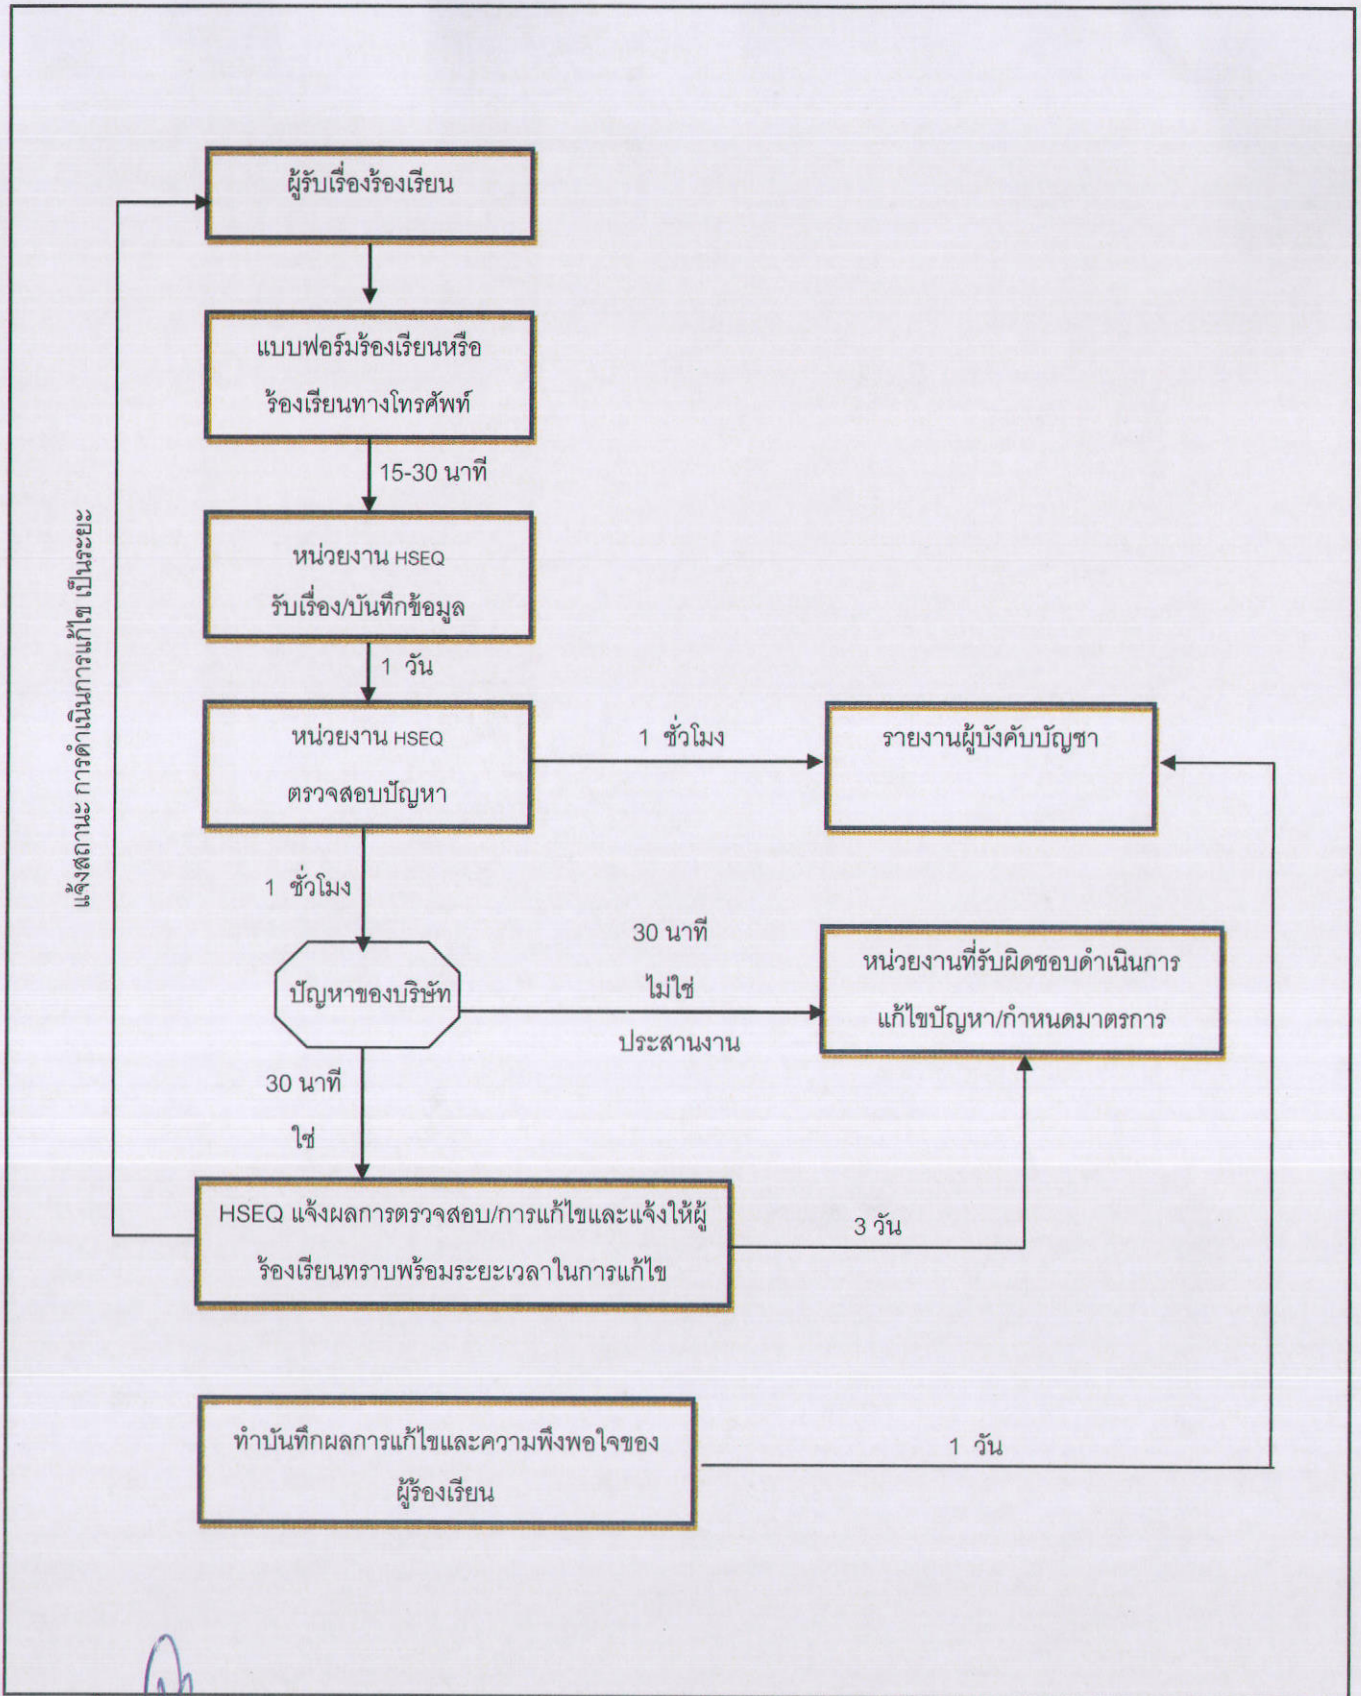 ผู้รับเรื่องร้องเรียน
แบบฟอร์มร้องเรียนหรือ
ร้องเรียนทางโทรศัพท์
15-30 นาที
หน่วยงาน HSEQ
รับเรื่อง/บันทึกข้อมูล
1 วัน
หน่วยงาน HSEQ
ตรวจสอบปัญหา
1 ชั่วโมง
รายงานผู้บังคับบัญชา
1 ชั่วโมง
ปัญหาของบริษัท
30 นาที
ไม่ใช่
ประสานงาน
หน่วยงานที่รับผิดชอบดำเนินการ
แก้ไขปัญหา/กำหนดมาตรการ
30 นาที
ใช่
HSEQ แจ้งผลการตรวจสอบ/การแก้ไขและแจ้งให้ผู้
ร้องเรียนทราบพร้อมระยะเวลาในการแก้ไข
3 วัน
แจ้งสถานะ การดำเนินการแก้ไข เป็นระยะ
ทำบันทึกผลการแก้ไขและความพึงพอใจของ
ผู้ร้องเรียน
1 วัน